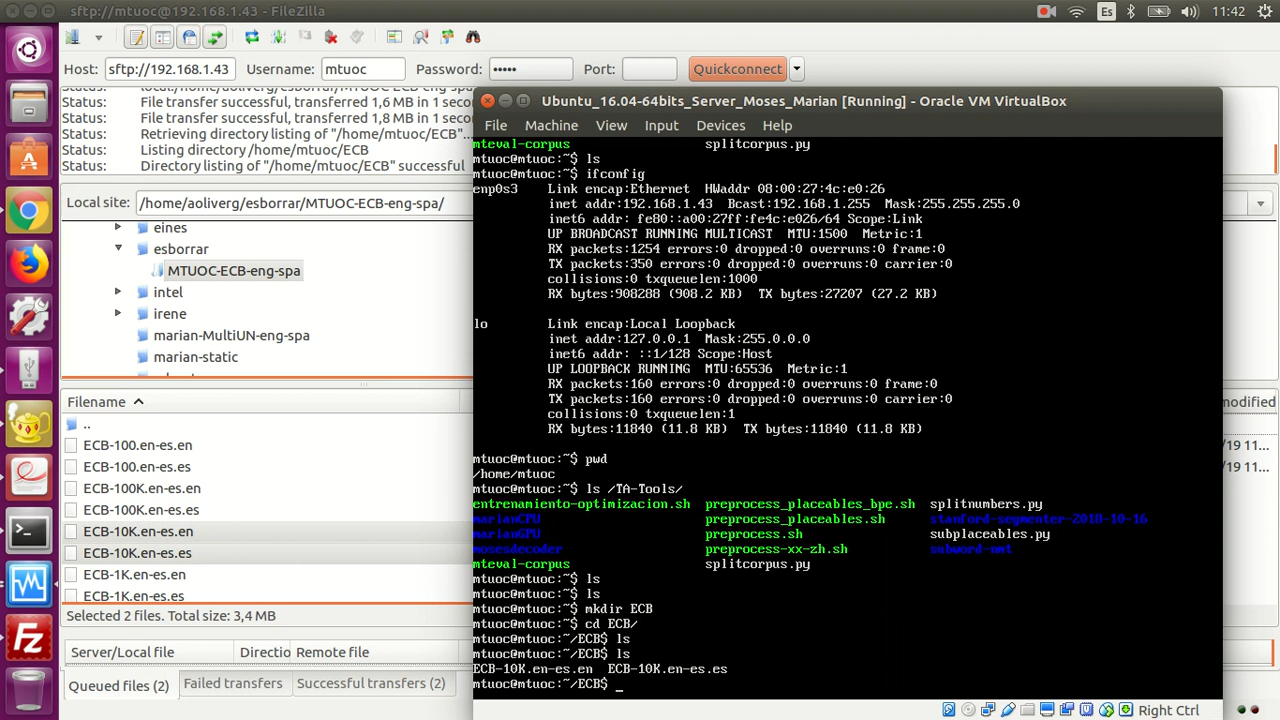 sftp://mtuoc@192.168.1.43 - FileZilla
Es
11:42
Host: sftp://192.168.1.43 Username: mtuoc Password: ••••• Port: Quickconnect
Status: File transfer successful, transferred 1,6 MB in 1 secon
Status: File transfer successful, transferred 1,8 MB in 1 secon
Status: Retrieving directory listing of "/home/mtuoc/ECB"...
Status: Listing directory /home/mtuoc/ECB
Status: Directory listing of "/home/mtuoc/ECB" successful
Local site: /home/aoliverg/esborrar/MTUOC-ECB-eng-spa/
eines
esborrar
MTUOC-ECB-eng-spa
intel
irene
marian-MultiUN-eng-spa
marian-static
Filename
..
ECB-100.en-es.en
ECB-100.en-es.es
ECB-100K.en-es.en
ECB-100K.en-es.es
ECB-10K.en-es.en
ECB-10K.en-es.es
ECB-1K.en-es.en
ECB-1K.en-es.es
Selected 2 files. Total size: 3,4 MB
Server/Local file Directio Remote file
Queued files (2) Failed transfers Successful transfers (2)
modified
/19 11...
/19 11...
Ubuntu_16.04-64bits_Server_Moses_Marian [Running] - Oracle VM VirtualBox
File Machine View Input Devices Help
mteval-corpus splitcorpus.py
mtuoc@mtuoc:~$ ls
mtuoc@mtuoc:~$ ifconfig
enp0s3 Link encap:Ethernet HWaddr 08:00:27:4c:e0:26
inet addr:192.168.1.43 Bcast:192.168.1.255 Mask:255.255.255.0
inet6 addr: fe80::a00:27ff:fe4c:e026/64 Scope:Link
UP BROADCAST RUNNING MULTICAST MTU:1500 Metric:1
RX packets:1254 errors:0 dropped:0 overruns:0 frame:0
TX packets:350 errors:0 dropped:0 overruns:0 carrier:0
collisions:0 txqueuelen:1000
RX bytes:908288 (908.2 KB) TX bytes:27207 (27.2 KB)
lo Link encap:Local Loopback
inet addr:127.0.0.1 Mask:255.0.0.0
inet6 addr: ::1/128 Scope:Host
UP LOOPBACK RUNNING MTU:65536 Metric:1
RX packets:160 errors:0 dropped:0 overruns:0 frame:0
TX packets:160 errors:0 dropped:0 overruns:0 carrier:0
collisions:0 txqueuelen:1
RX bytes:11840 (11.8 KB) TX bytes:11840 (11.8 KB)
mtuoc@mtuoc:~$ pwd
/home/mtuoc
mtuoc@mtuoc:~$ ls /TA-Tools/
entrenamiento-optimizacion.sh preprocess_placeables_bpe.sh splitnumbers.py
marianCPU preprocess_placeables.sh stanford-segmenter-2018-10-16
marianGPU preprocess.sh subplaceables.py
mosesdecoder preprocess-xx-zh.sh subword-nmt
mteval-corpus splitcorpus.py
mtuoc@mtuoc:~$ ls
mtuoc@mtuoc:~$ ls
mtuoc@mtuoc:~$ mkdir ECB
mtuoc@mtuoc:~$ cd ECB/
mtuoc@mtuoc:~/ECB$ ls
mtuoc@mtuoc:~/ECB$ ls
ECB-10K.en-es.en ECB-10K.en-es.es
mtuoc@mtuoc:~/ECB$ _
Right Ctrl